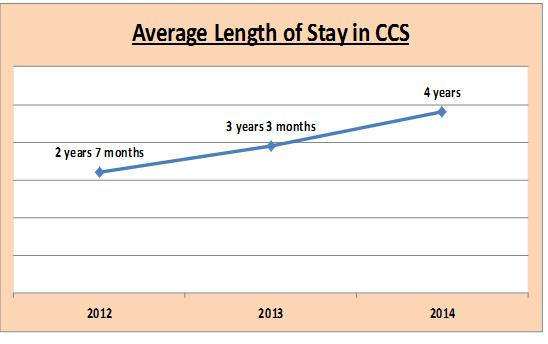 Average Length of Stay in CCS
4 years
3 years 3 months
2 years 7 months
2012 2013 2014